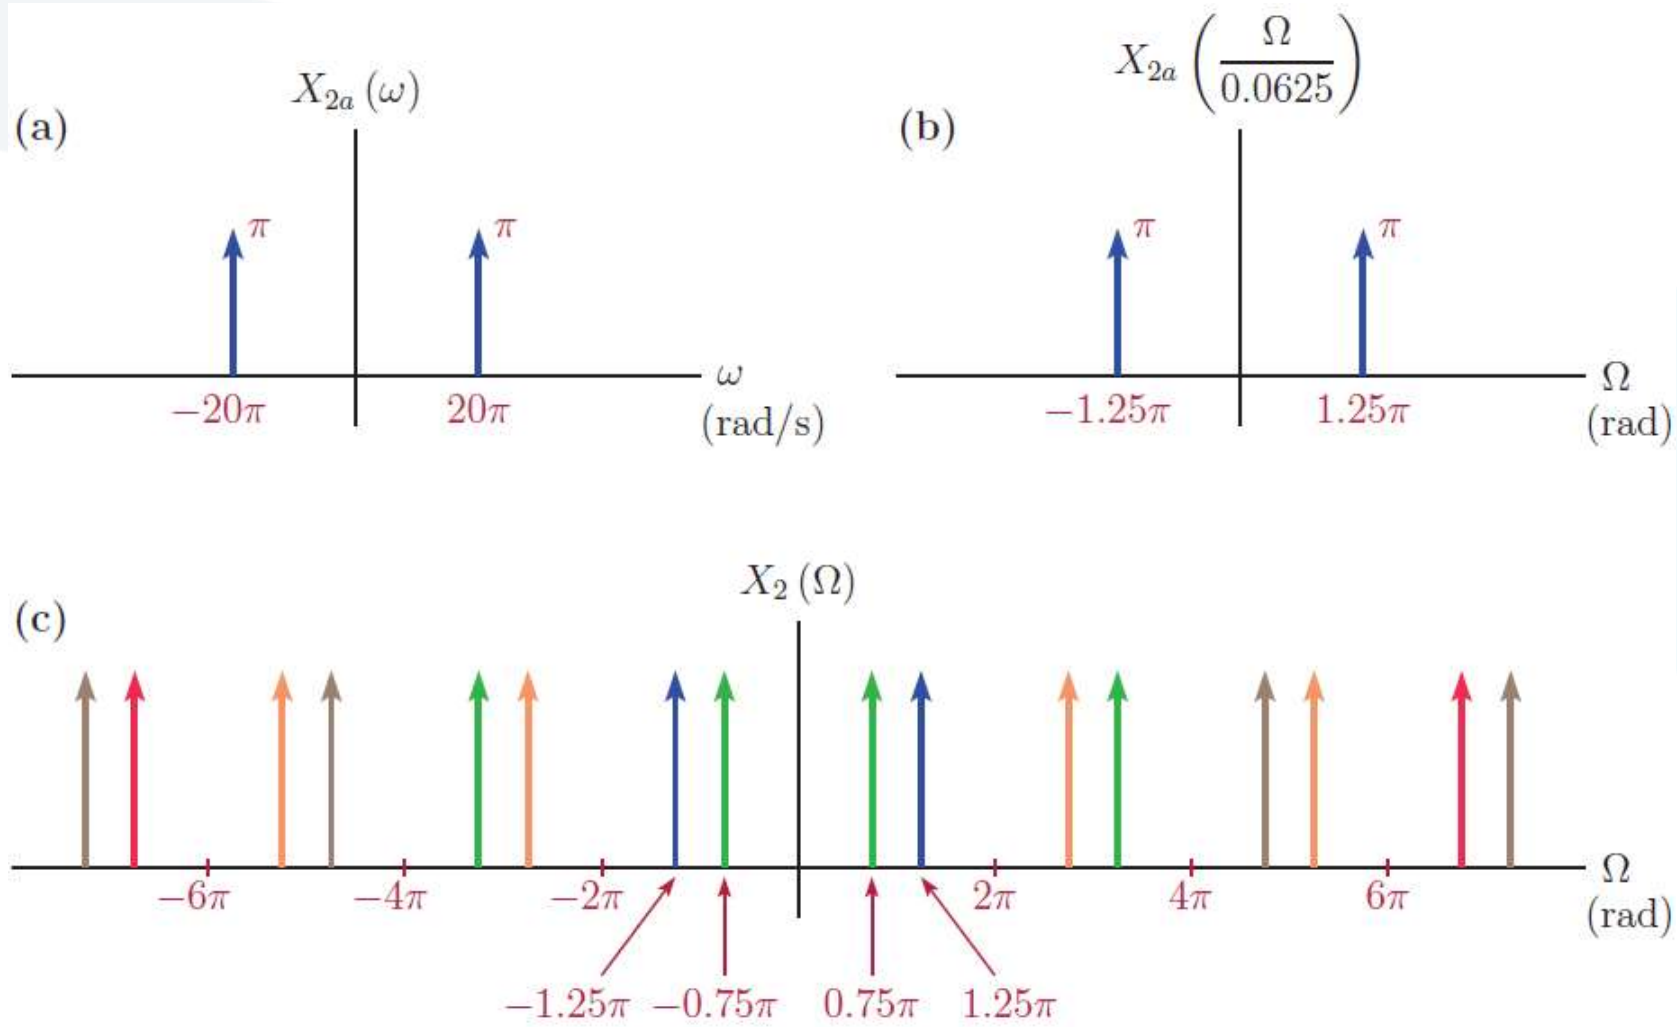 (a)
X₂ₐ (ω)
π
π
−20π
20π
ω
(rad/s)
(b)
X₂ₐ (Ω/0.0625)
π
π
−1.25π
1.25π
Ω
(rad)
(c)
X₂ (Ω)
−6π
−4π
−2π
2π
4π
6π
Ω
(rad)
−1.25π
−0.75π
0.75π
1.25π